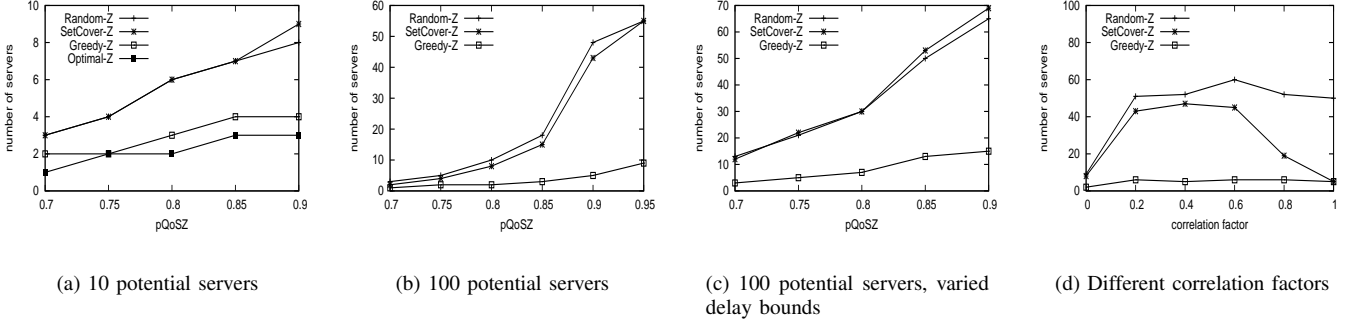 number of servers
10
8
6
4
2
0
Random-Z
SetCover-Z
Greedy-Z
Optimal-Z
0.7 0.75 0.8 0.85 0.9
pQoSZ
(a) 10 potential servers
number of servers
60
50
40
30
20
10
0
Random-Z
SetCover-Z
Greedy-Z
0.7 0.75 0.8 0.85 0.9 0.95
pQoSZ
(b) 100 potential servers
number of servers
70
60
50
40
30
20
10
0
Random-Z
SetCover-Z
Greedy-Z
0.7 0.75 0.8 0.85 0.9
pQoSZ
(c) 100 potential servers, varied
delay bounds
number of servers
100
80
60
40
20
0
Random-Z
SetCover-Z
Greedy-Z
0 0.2 0.4 0.6 0.8 1
correlation factor
(d) Different correlation factors